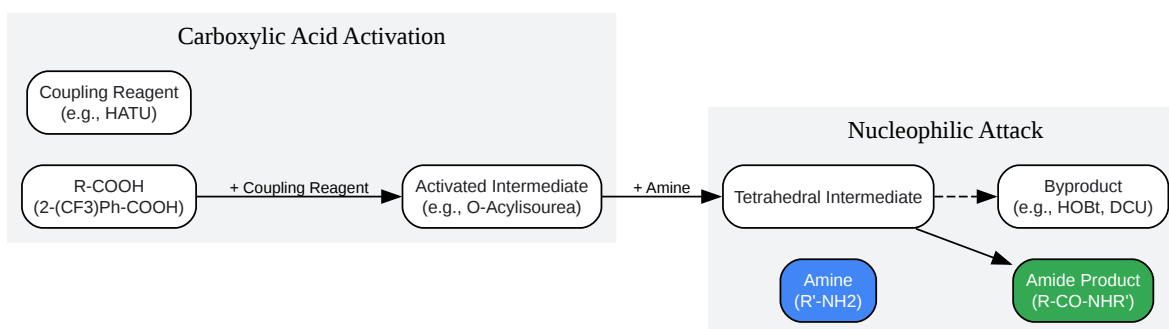 Carboxylic Acid Activation
Coupling Reagent
(e.g., HATU)
R-COOH
(2-(CF3)Ph-COOH)
+ Coupling Reagent
Activated Intermediate
(e.g., O-Acylisourea)
+ Amine
Nucleophilic Attack
Tetrahedral Intermediate
Byproduct
(e.g., HOBt, DCU)
Amine
(R'-NH2)
Amide Product
(R-CO-NHR')